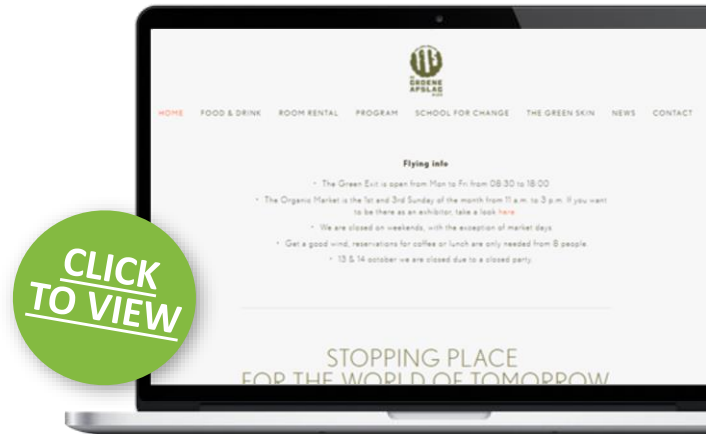 DE
GROENE
AFSLAG
HOME FOOD & DRINK ROOM RENTAL PROGRAM SCHOOL FOR CHANGE THE GREEN SKIN NEWS CONTACT
Flying info
• The Green Exit is open from Mon to Fri from 08:30 to 18:00
• The Organic Market is the 1st and 3rd Sunday of the month from 11 a.m. to 3 p.m. If you want
to be there as an exhibitor, take a look here
• We are closed on weekends, with the exception of market days
• Get a good wind, reservations for coffee or lunch are only needed from 8 people.
• 13 & 14 october we are closed due to a closed party.
CLICK
TO VIEW
STOPPING PLACE
FOR THE WORLD OF TOMORROW